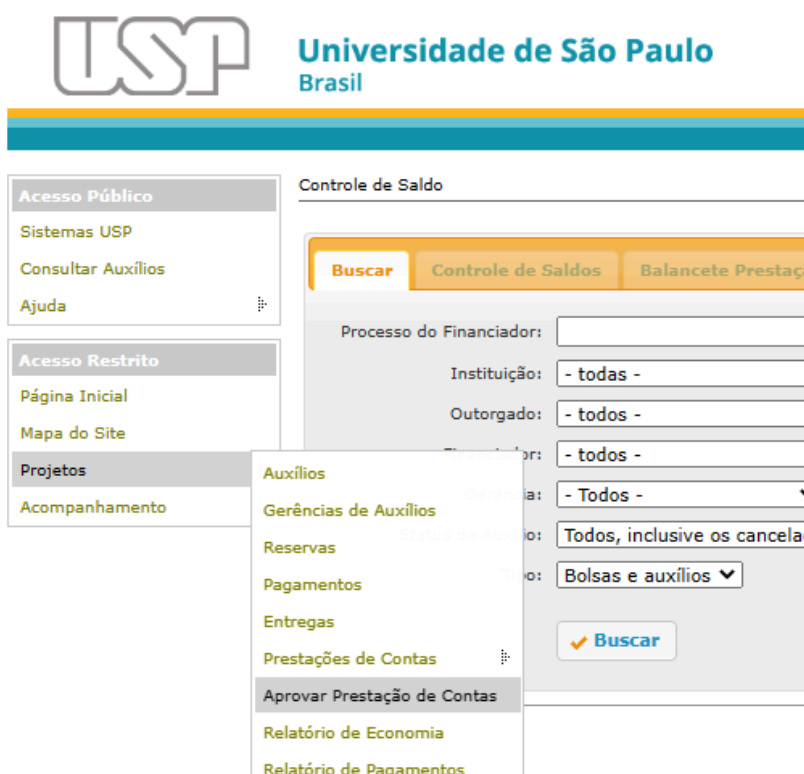 USP
Universidade de São Paulo
Brasil
Acesso Público
Sistemas USP
Consultar Auxílios
Ajuda
Acesso Restrito
Página Inicial
Mapa do Site
Projetos
Acompanhamento
Controle de Saldo
Buscar
Controle de Saldos
Balancete
Processo do Financiador:
Instituição:
- todas -
Outorgado:
- todos -
- todos -
- Todos -
Todos, inclusive os
Bolsas e auxílios
Buscar
Auxílios
Gerências de Auxílios
Reservas
Pagamentos
Entregas
Prestações de Contas
Aprovar Prestação de Contas
Relatório de Economia
Relatório de Pagamentos